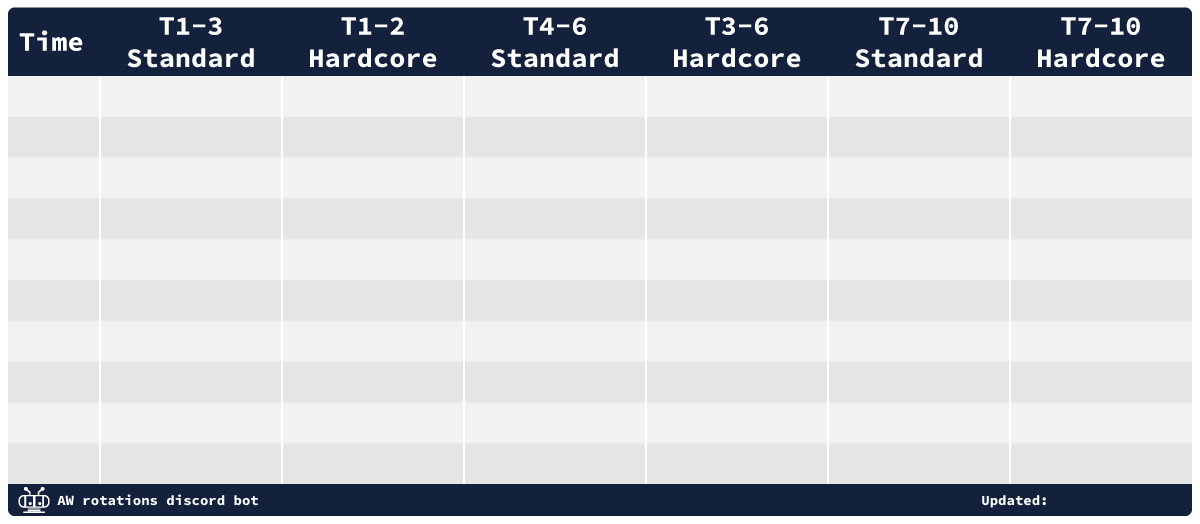 Time
T1-3
Standard
T1-2
Hardcore
T4-6
Standard
T3-6
Hardcore
T7-10
Standard
T7-10
Hardcore
AW rotations discord bot
Updated: